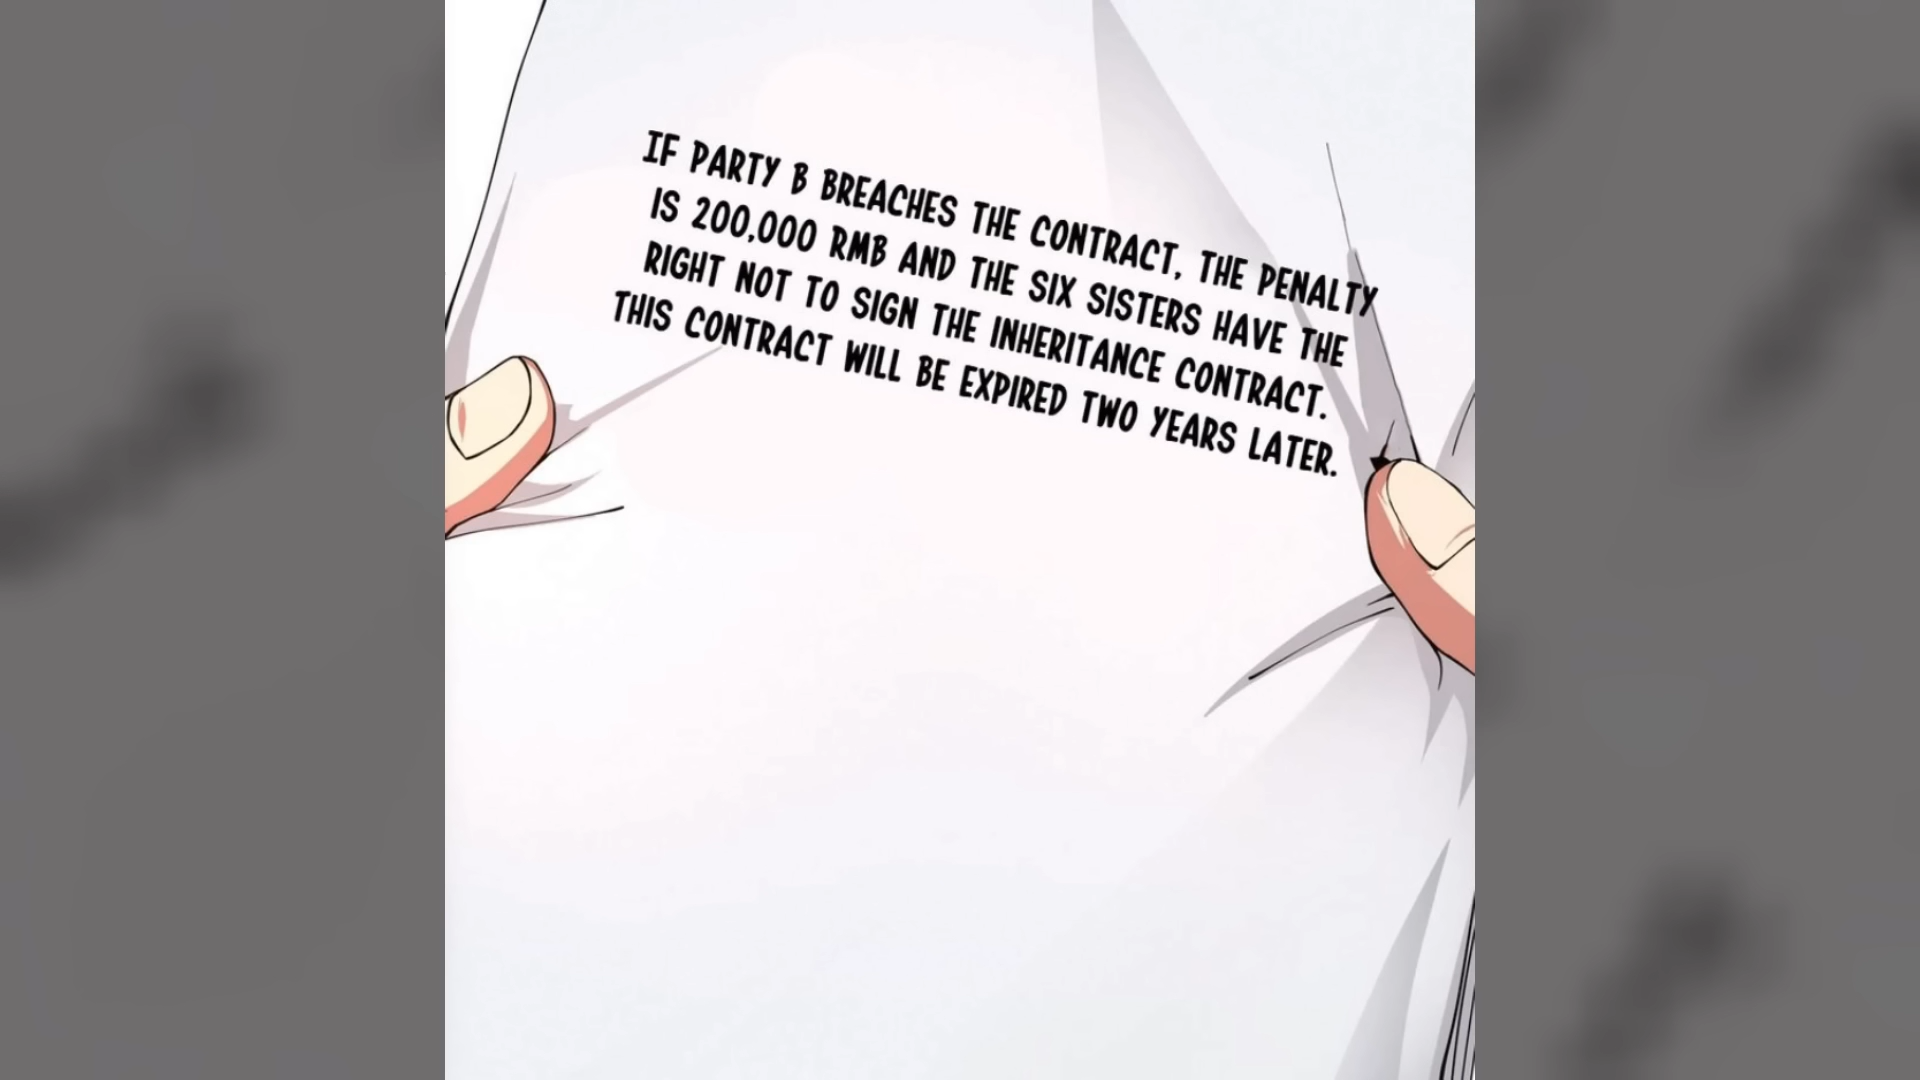 IF PARTY B BREACHES THE CONTRACT, THE PENALTY
IS 200,000 RMB AND THE SIX SISTERS HAVE THE
RIGHT NOT TO SIGN THE INHERITANCE CONTRACT.
THIS CONTRACT WILL BE EXPIRED TWO YEARS LATER.